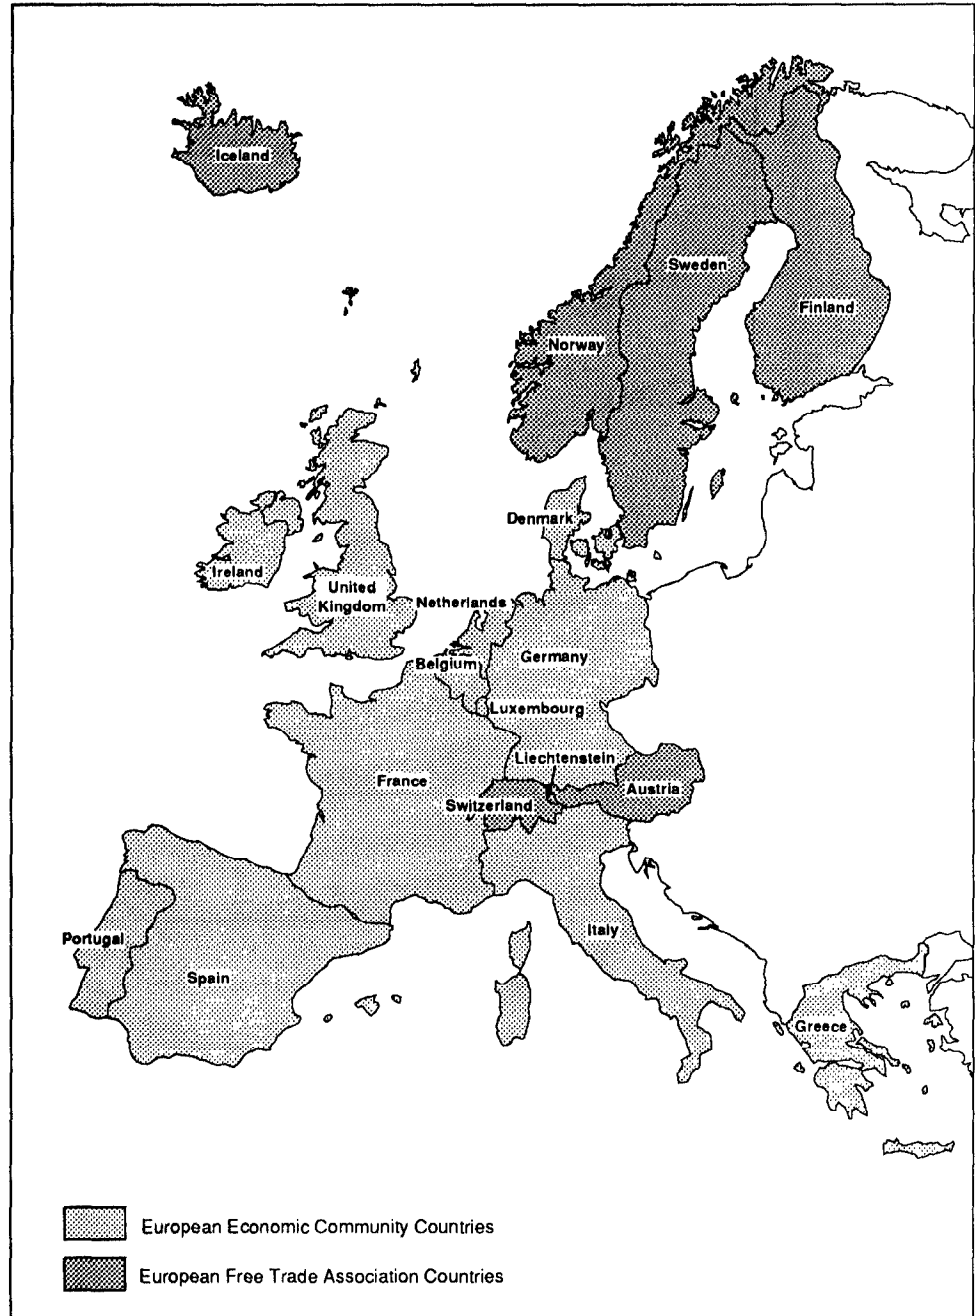 Iceland
Sweden
Finland
Norway
Denmark
Ireland
United
Kingdom
Netherlands
Germany
Belgium
Luxembourg
Liechtenstein
France
Austria
Switzerland
Italy
Portugal
Spain
Greece
European Economic Community Countries
European Free Trade Association Countries